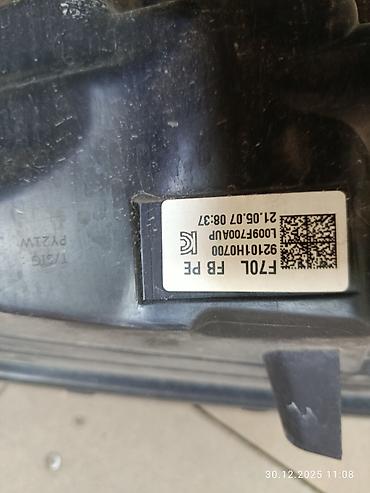 F70L FB PE
92101H0700
L009F700AUP
21.05.07 08:37
T/SIG
PY21W
30.12.2025 11:08